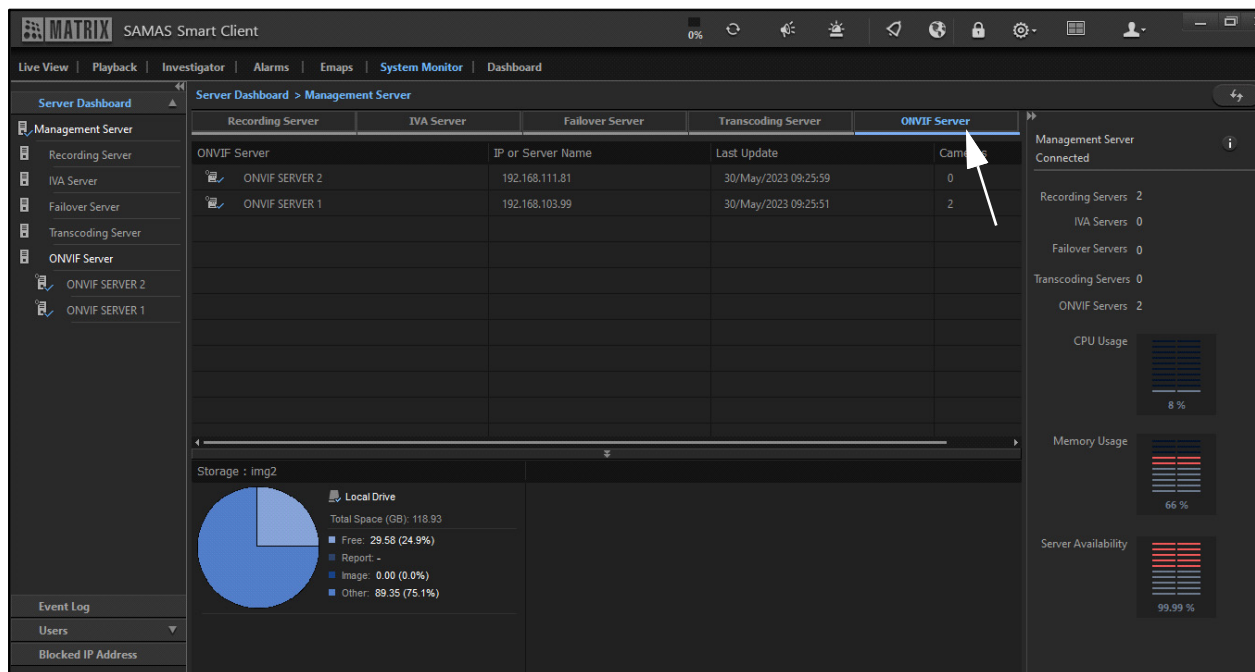 MATRIX SAMAS Smart Client 0%
Live View | Playback | Investigator | Alarms | Emaps | System Monitor | Dashboard
Server Dashboard
Management Server
Recording Server
IVA Server
Failover Server
Transcoding Server
ONVIF Server
ONVIF SERVER 2
ONVIF SERVER 1
Event Log
Users
Blocked IP Address
Server Dashboard > Management Server
Recording Server IVA Server Failover Server Transcoding Server ONVIF Server
ONVIF Server IP or Server Name Last Update
ONVIF SERVER 2 192.168.111.81 30/May/2023 09:25:59 0
ONVIF SERVER 1 192.168.103.99 30/May/2023 09:25:51 2
Storage : img2
Local Drive
Total Space (GB): 118.93
Free: 29.58 (24.9%)
Report: -
Image: 0.00 (0.0%)
Other: 89.35 (75.1%)
Management Server
Connected
Recording Servers 2
IVA Servers 0
Failover Servers 0
Transcoding Servers 0
ONVIF Servers 2
CPU Usage
8 %
Memory Usage
66 %
Server Availability
99.99 %